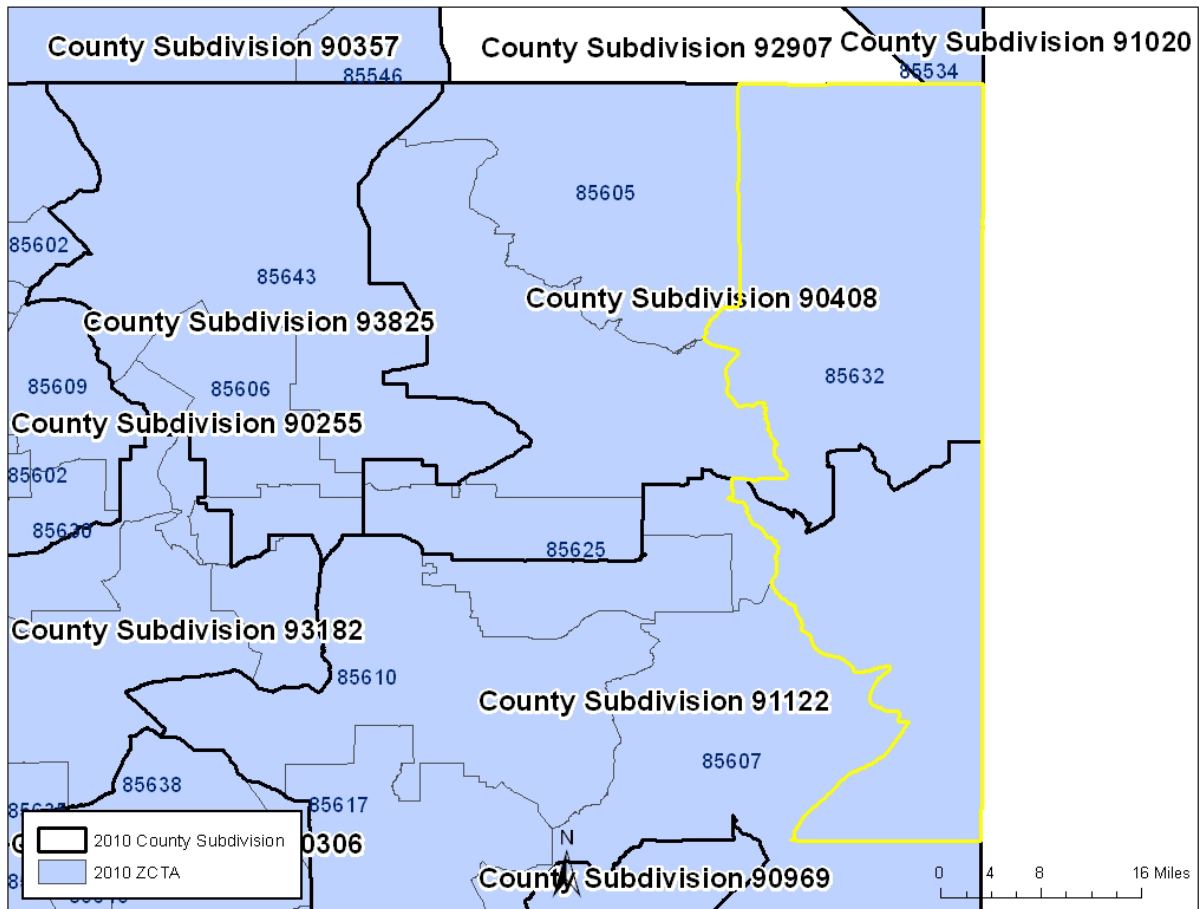 County Subdivision 90357
County Subdivision 92907
County Subdivision 91020
85546
85534
85605
85602
85643
County Subdivision 90408
County Subdivision 93825
85632
85609
85606
County Subdivision 90255
85602
85630
85625
County Subdivision 93182
85610
County Subdivision 91122
85607
85638
85617
2010 County Subdivision
0306
2010 ZCTA
N
County Subdivision 90969
0 4 8 16 Miles